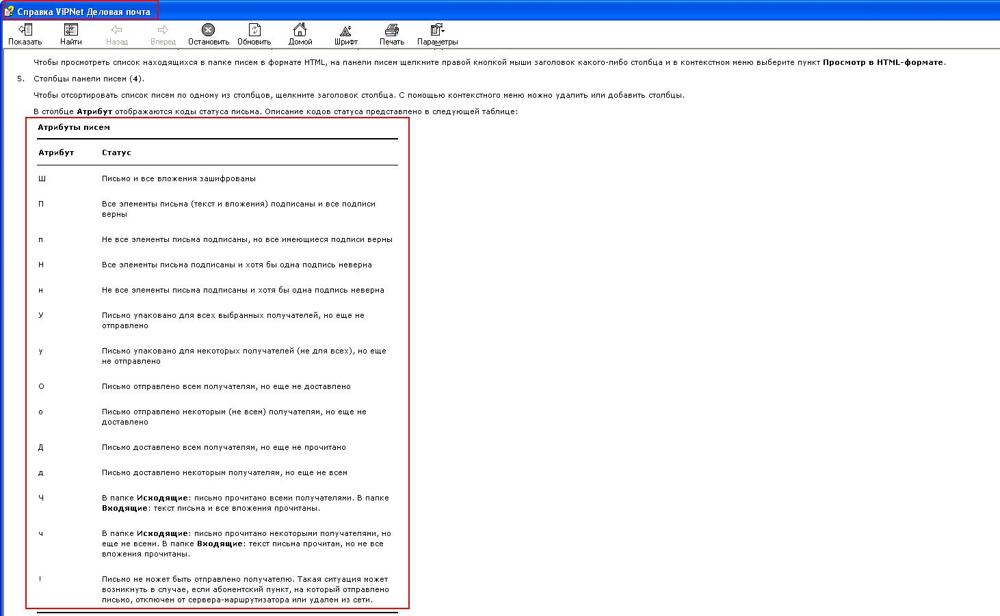 Справка ViPNet Деловая почта
Показать Найти Назад Вперед Остановить Обновить Домой Шрифт Печать Параметры
Чтобы просмотреть список находящихся в папке писем в формате HTML, на панели писем щелкните правой кнопкой мыши заголовок какого-либо столбца и в контекстном меню выберите пункт Просмотр в HTML-формате.
5. Столбцы панели писем (4).
Чтобы отсортировать список писем по одному из столбцов, щелкните заголовок столбца. С помощью контекстного меню можно удалить или добавить столбцы.
В столбце Атрибут отображаются коды статуса письма. Описание кодов статуса представлено в следующей таблице:
Атрибуты писем
Атрибут Статус
Ш Письмо и все вложения зашифрованы
П Все элементы письма (текст и вложения) подписаны и все подписи
верны
п Не все элементы письма подписаны, но все имеющиеся подписи верны
Н Все элементы письма подписаны и хотя бы одна подпись неверна
н Не все элементы письма подписаны и хотя бы одна подпись неверна
У Письмо упаковано для всех выбранных получателей, но еще не
отправлено
у Письмо упаковано для некоторых получателей (не для всех), но еще
не отправлено
О Письмо отправлено всем получателям, но еще не доставлено
о Письмо отправлено некоторым (не всем) получателям, но еще не
доставлено
Д Письмо доставлено всем получателям, но еще не прочитано
д Письмо доставлено некоторым получателям, но еще не всем
Ч В папке Исходящие: письмо прочитано всеми получателями. В папке
Входящие: текст письма и все вложения прочитаны.
ч В папке Исходящие: письмо прочитано некоторыми получателями, но
еще не всеми. В папке Входящие: текст письма прочитан, но не все
вложения прочитаны.
! Письмо не может быть отправлено получателю. Такая ситуация может
возникнуть в случае, если абонентский пункт, на который отправлено
письмо, отключен от сервера-маршрутизатора или удален из сети.